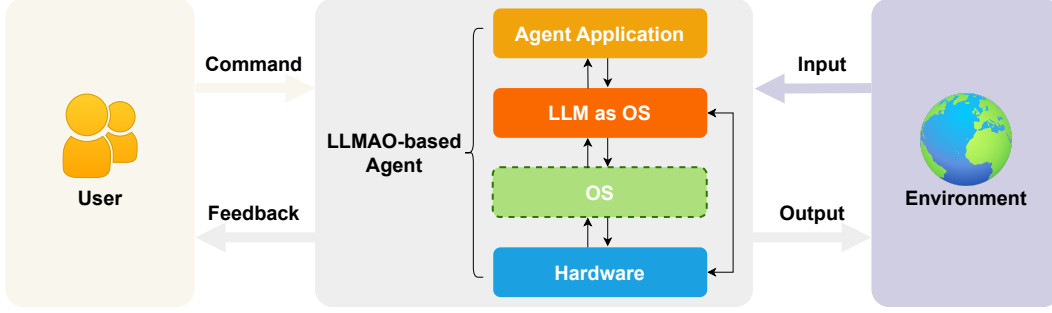 User
Command
Feedback
LLMAO-based
Agent
Agent Application
LLM as OS
OS
Hardware
Input
Output
Environment